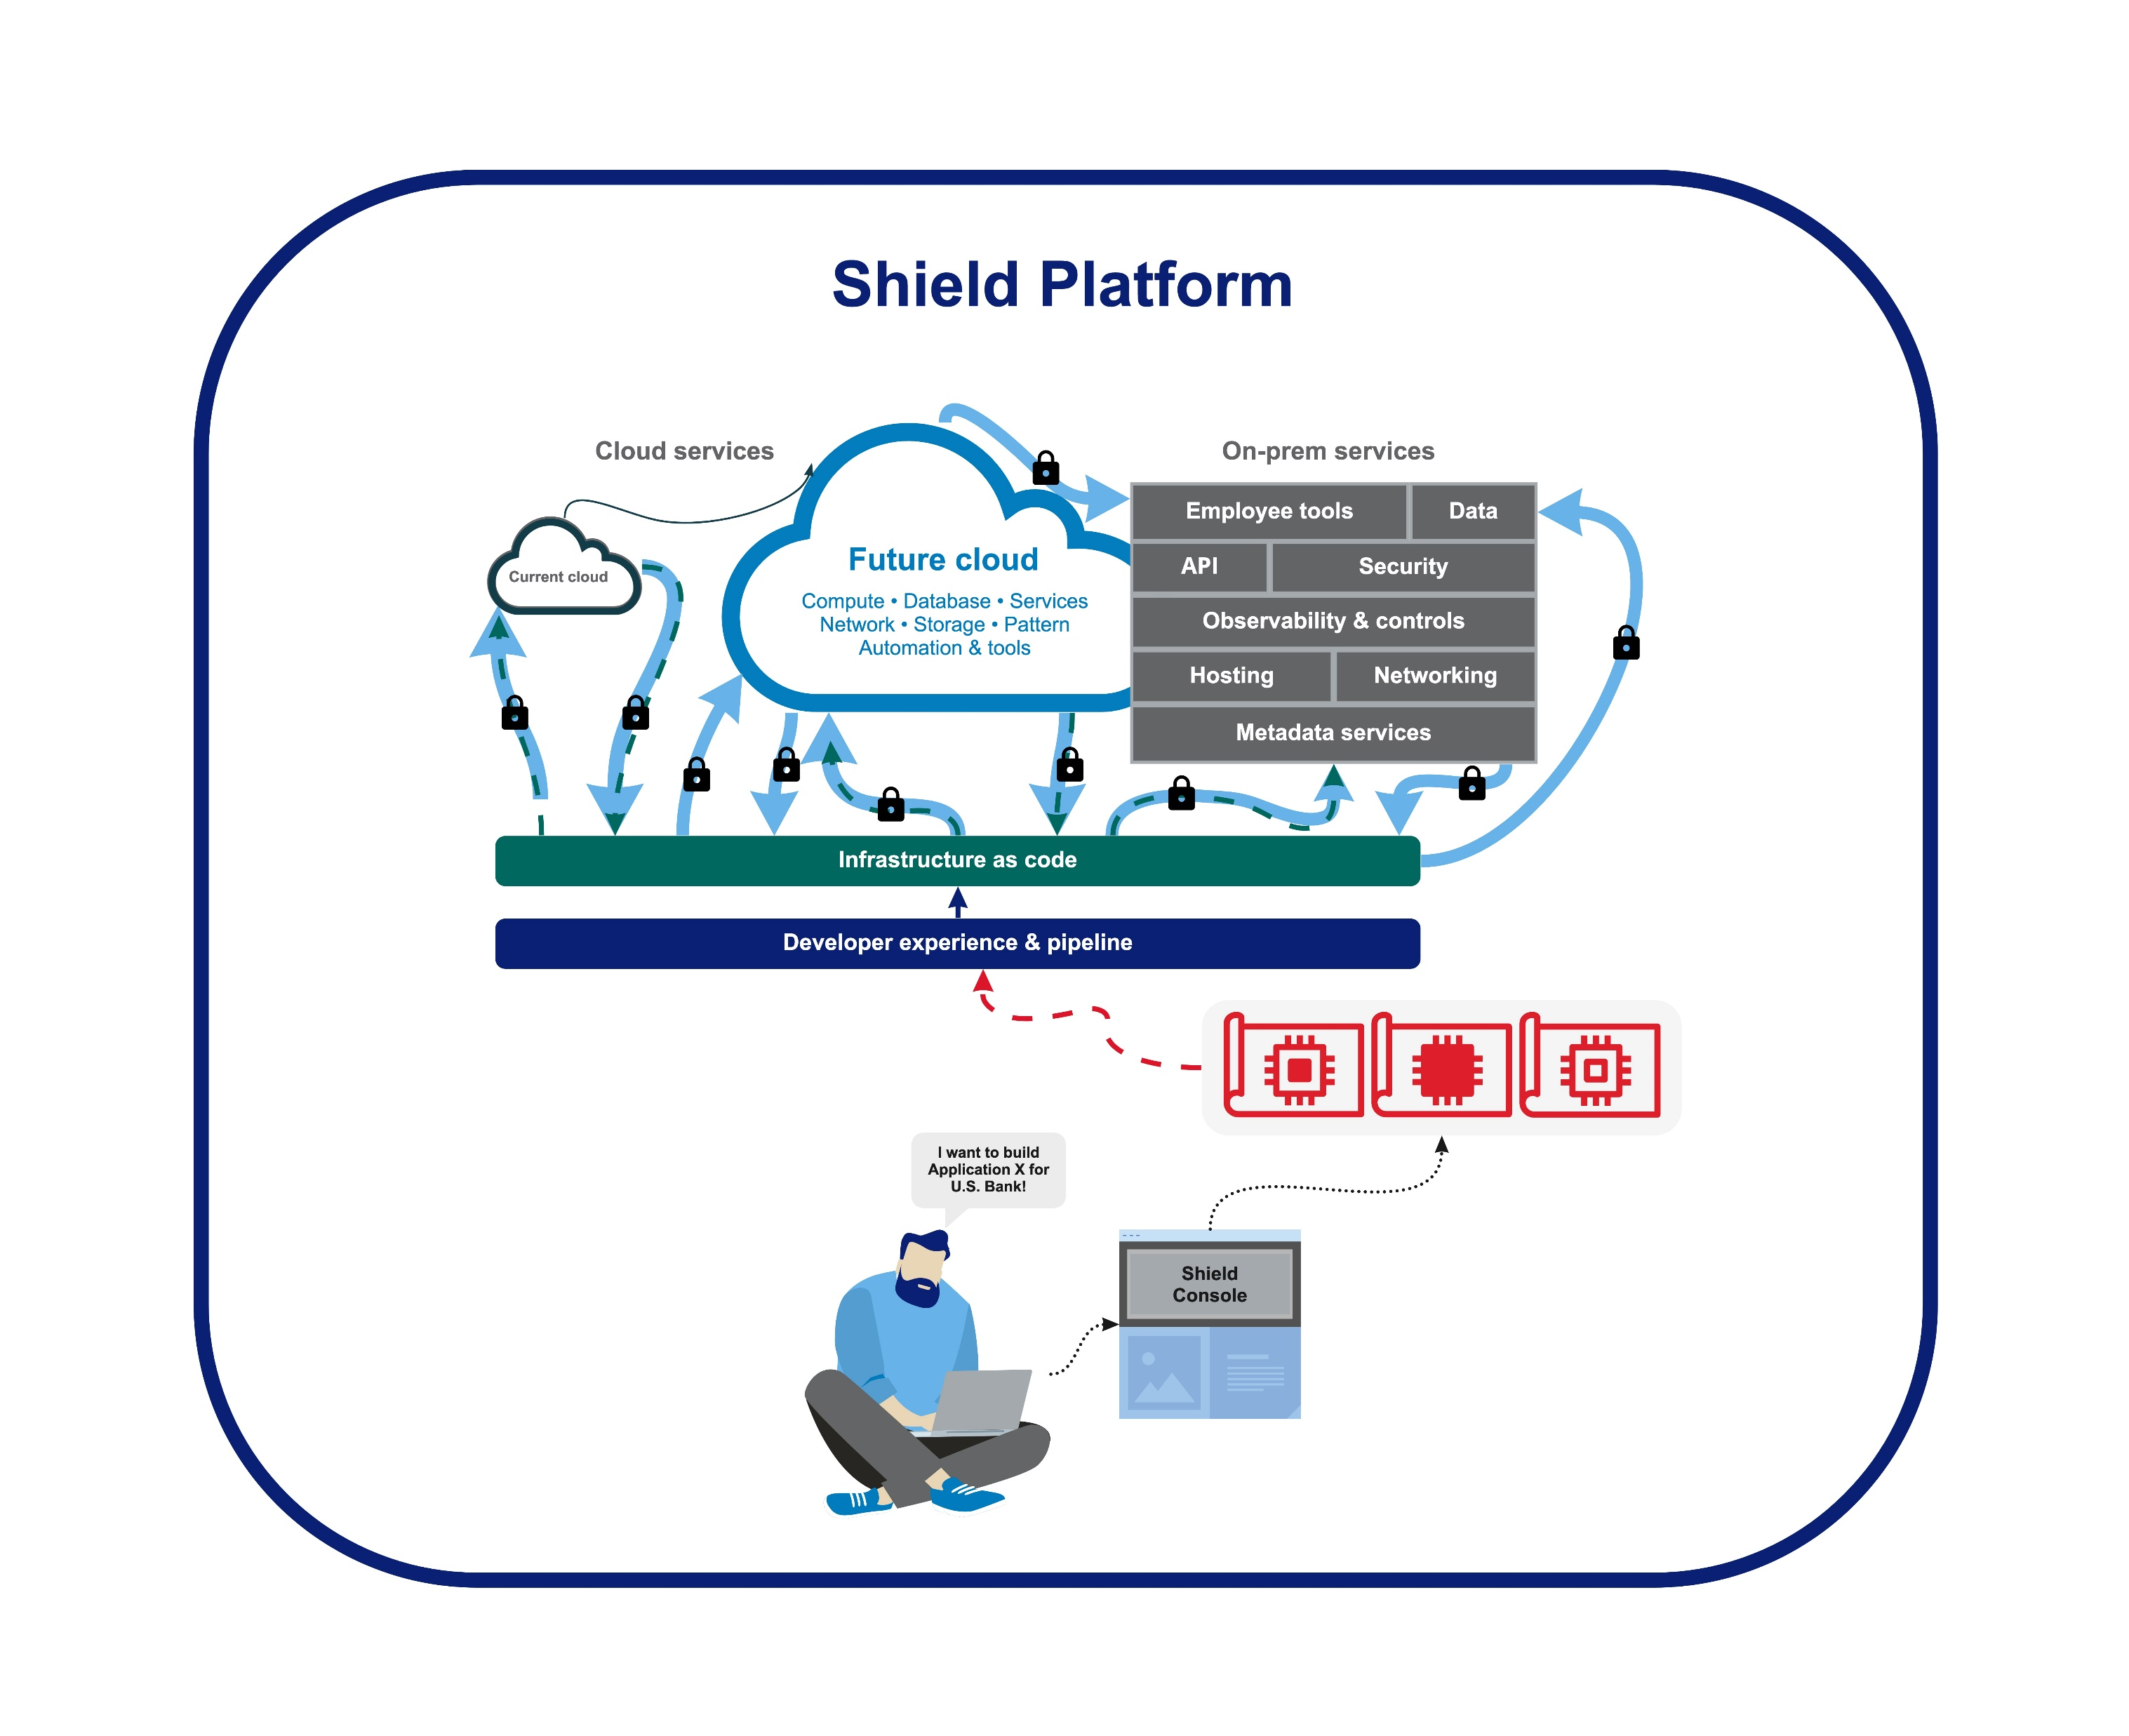 Shield Platform
Cloud services
On-prem services
Current cloud
Future cloud
Compute • Database • Services
Network • Storage • Pattern
Automation & tools
Employee tools
Data
API
Security
Observability & controls
Hosting
Networking
Metadada services
Infrastructure as code
Developer experience & pipeline
I want to build
Application X for
U.S. Bank!
Shield
Console